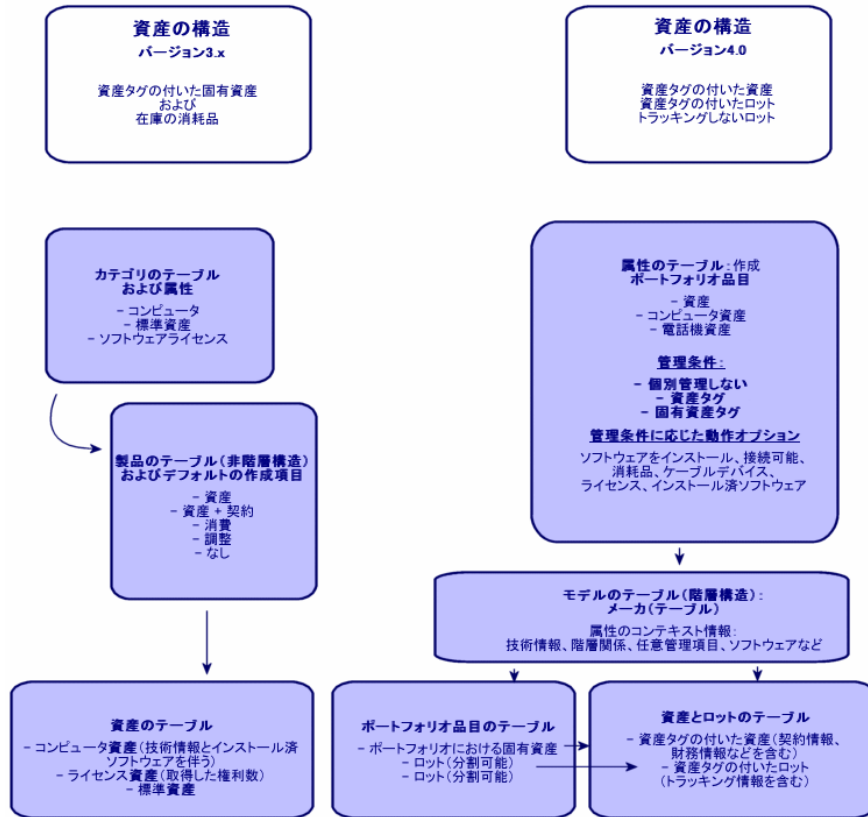 資産の構造
バージョン3.x
資産タグの付いた固有資産
および
在庫の消耗品
資産の構造
バージョン4.0
資産タグの付いた資産
資産タグの付いたロット
トラッキングしないロット
カテゴリのテーブル
および属性
– コンピュータ
– 標準資産
– ソフトウェアライセンス
製品のテーブル(非階層構造)
およびデフォルトの作成項目
– 資産
– 資産 + 契約
– 消費
– 調整
– なし
資産のテーブル
– コンピュータ資産(技術情報とインストール済
ソフトウェアを伴う)
– ライセンス資産(取得した権利数)
– 標準資産
属性のテーブル:作成
ポートフォリオ品目
– 資産
– コンピュータ資産
– 電話機資産
管理条件:
– 個別管理しない
– 資産タグ
– 固有資産タグ
管理条件に応じた動作オプション
ソフトウェアをインストール、接続可能、
消耗品、ケーブルデバイス、
ライセンス、インストール済ソフトウェア
モデルのテーブル(階層構造):
メーカ(テーブル)
属性のコンテキスト情報:
技術情報、階層関係、任意管理項目、ソフトウェアなど
ポートフォリオ品目のテーブル
– ポートフォリオにおける固有資産
– ロット(分割可能)
– ロット(分割可能)
資産とロットのテーブル
– 資産タグの付いた資産(契約情報、
財務情報などを含む)
– 資産タグの付いたロット
(トラッキング情報を含む)